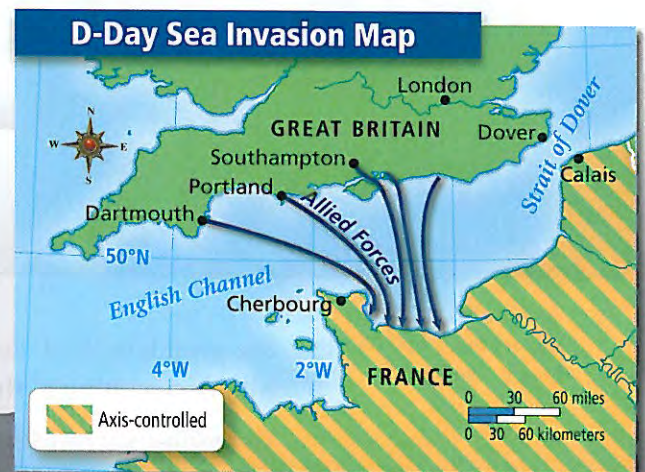 D-Day Sea Invasion Map
London
GREAT BRITAIN
Dover
Strait of Dover
Southampton
Calais
Portland
Allied Forces
Dartmouth
50°N
English Channel
Cherbourg
4°W
2°W
FRANCE
Axis-controlled
0 30 60 miles
0 30 60 kilometers
N
W
E
S